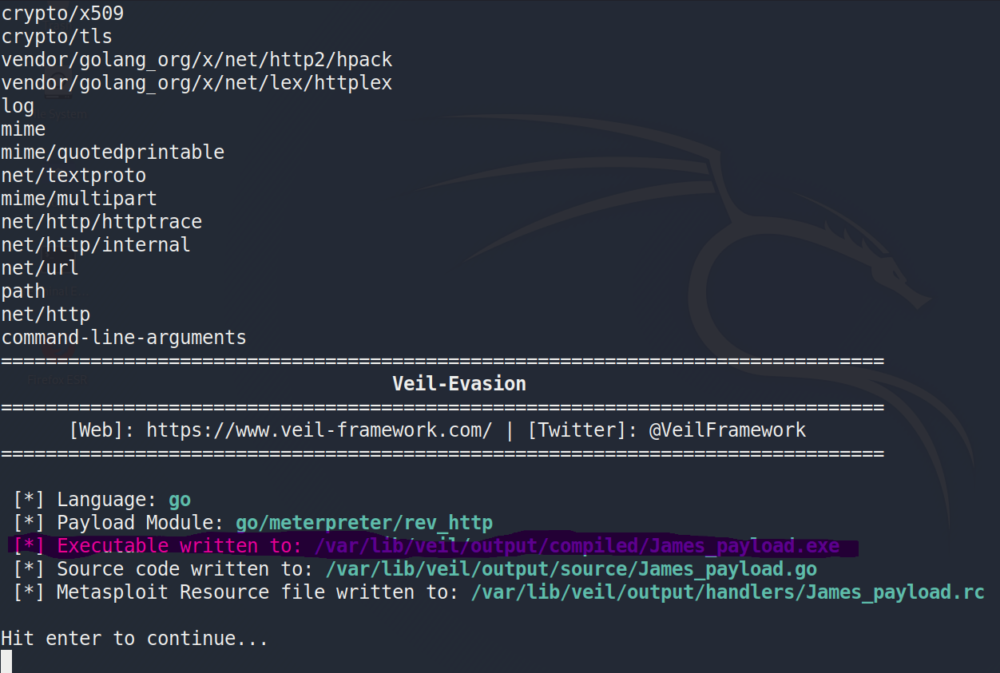 crypto/x509
crypto/tls
vendor/golang_org/x/net/http2/hpack
vendor/golang_org/x/net/lex/httplex
log
mime
mime/quotedprintable
net/textproto
mime/multipart
net/http/httptrace
net/http/internal
net/url
path
net/http
command-line-arguments
===============================================================================
Veil-Evasion
===============================================================================
[Web]: https://www.veil-framework.com/ | [Twitter]: @VeilFramework
===============================================================================
[*] Language: go
[*] Payload Module: go/meterpreter/rev_http
[*] Executable written to: /var/lib/veil/output/compiled/James_payload.exe
[*] Source code written to: /var/lib/veil/output/source/James_payload.go
[*] Metasploit Resource file written to: /var/lib/veil/output/handlers/James_payload.rc
Hit enter to continue...